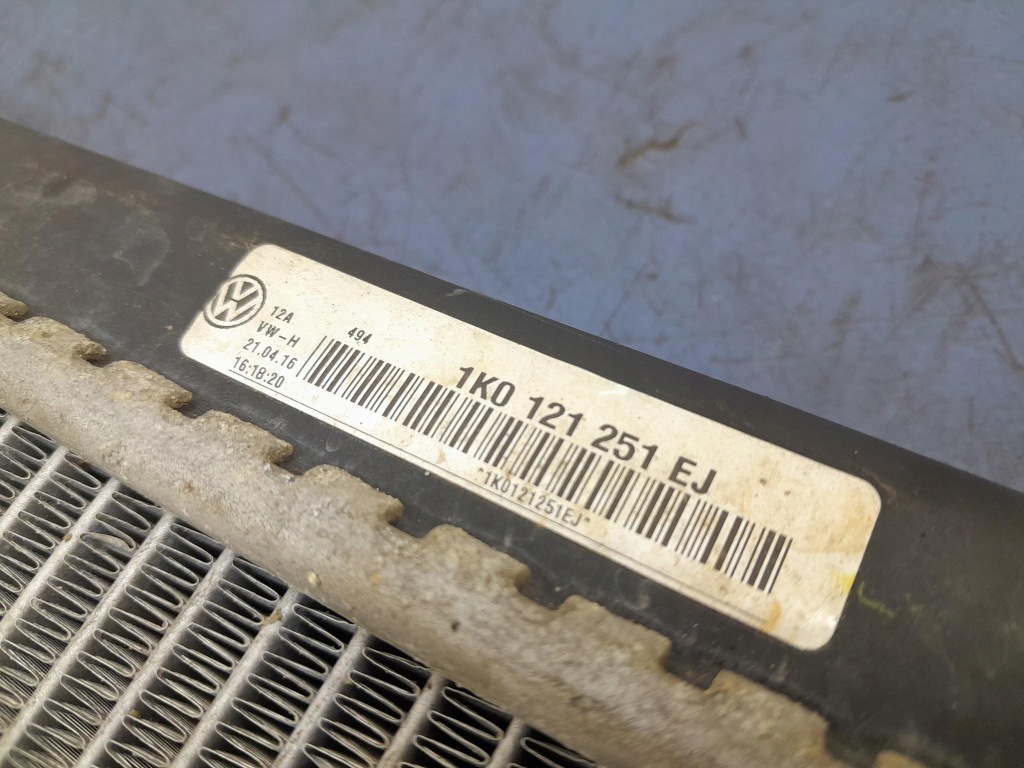 12A
VW-H 494
21.04.16
16:18:20
1K0 121 251 EJ
*1K0121251EJ*